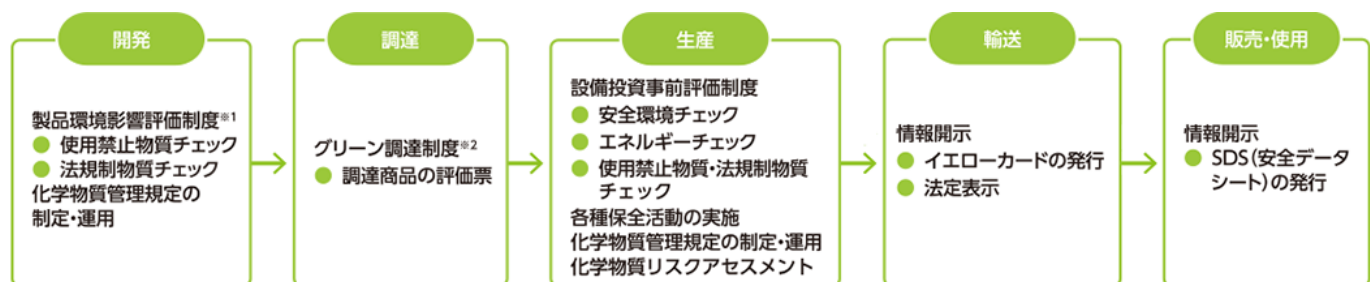 開発
製品環境影響評価制度※1
● 使用禁止物質チェック
● 法規制物質チェック
化学物質管理規定の
制定・運用
調達
グリーン調達制度※2
● 調達商品の評価票
生産
設備投資事前評価制度
● 安全環境チェック
● エネルギーチェック
● 使用禁止物質・法規制物質
チェック
各種保全活動の実施
化学物質管理規定の制定・運用
化学物質リスクアセスメント
輸送
情報開示
● イエローカードの発行
● 法定表示
販売・使用
情報開示
● SDS（安全データ
シート）の発行